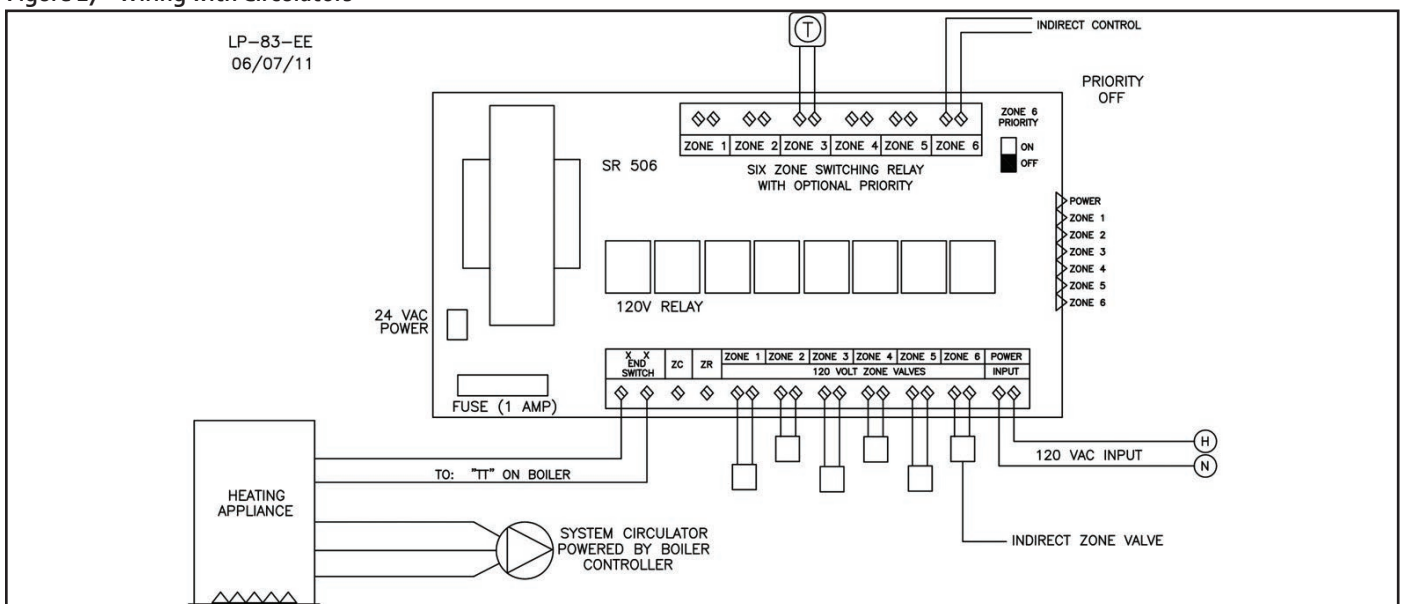 LP-83-EE
06/07/11
T
INDIRECT CONTROL
PRIORITY
OFF
ZONE 6
PRIORITY
ON
OFF
ZONE 1 ZONE 2 ZONE 3 ZONE 4 ZONE 5 ZONE 6
SR 506
SIX ZONE SWITCHING RELAY
WITH OPTIONAL PRIORITY
POWER
ZONE 1
ZONE 2
ZONE 3
ZONE 4
ZONE 5
ZONE 6
120V RELAY
24 VAC
POWER
X X
END
SWITCH
ZC
ZR
ZONE 1 ZONE 2 ZONE 3 ZONE 4 ZONE 5 ZONE 6
120 VOLT ZONE VALVES
POWER
INPUT
FUSE (1 AMP)
H
120 VAC INPUT
N
TO: "TT" ON BOILER
HEATING
APPLIANCE
SYSTEM CIRCULATOR
POWERED BY BOILER
CONTROLLER
INDIRECT ZONE VALVE